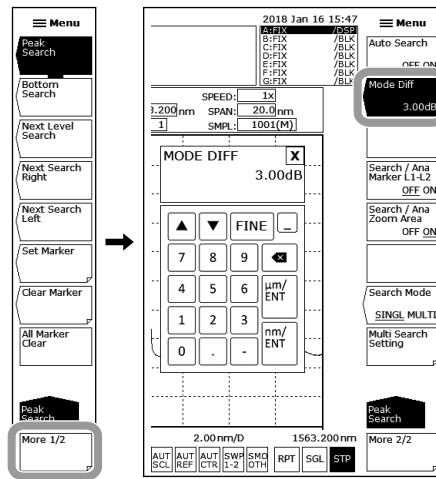 Menu
Peak
Search
Bottom
Search
Next Level
Search
Next Search
Right
Next Search
Left
Set Marker
Clear Marker
All Marker
Clear
Peak
Search
More 1/2
2018 Jan 16 15:47
A:FIX /DSP
B:FIX /BLK
C:FIX /BLK
D:FIX /BLK
E:FIX /BLK
F:FIX /BLK
G:FIX /BLK
SPEED: 1x
.200 nm SPAN: 20.0 nm
1 SMPL: 1001(M)
MODE DIFF X
3.00dB
▲ ▼ FINE _
7 8 9
4 5 6 µm/
ENT
1 2 3
nm/
ENT
0 . -
2.00nm/D 1563.200nm
AUT
SCL
AUT
REF
AUT
CTR
SWP
1-2
SMO
OTH
RPT
SGL
STP
Menu
Auto Search
OFF ON
Mode Diff
3.00dB
Search / Ana
Marker L1-L2
OFF ON
Search / Ana
Zoom Area
OFF ON
Search Mode
SINGL MULTI
Multi Search
Setting
Peak
Search
More 2/2